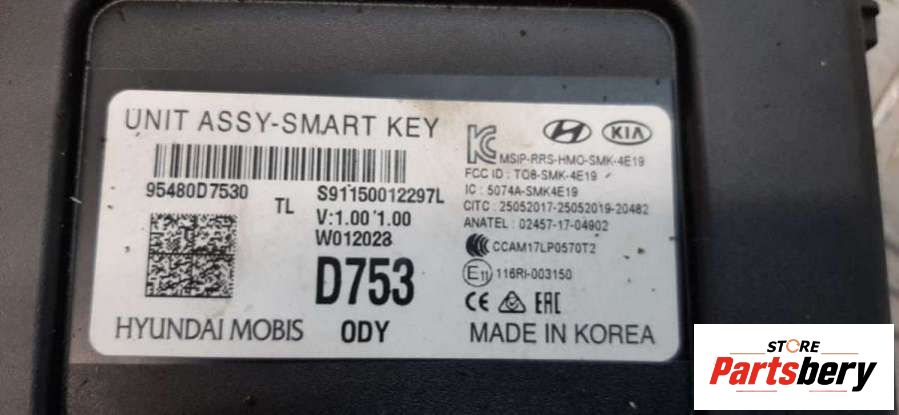 UNIT ASSY-SMART KEY
95480D7530
TL
S91150012297L
V:1.00 1.00
W012023
D753
ODY
HYUNDAI MOBIS
KIA
MSIP-RRS-HMO-SMK-4E19
FCC ID : TQ8-SMK-4E19
IC : 5074A-SMK4E19
CITC : 25052017-25052019-20482
ANATEL : 02457-17-04902
CCAM17LP0570T2
E11 116RI-003150
CE EAC
MADE IN KOREA
STORE
Partsbery